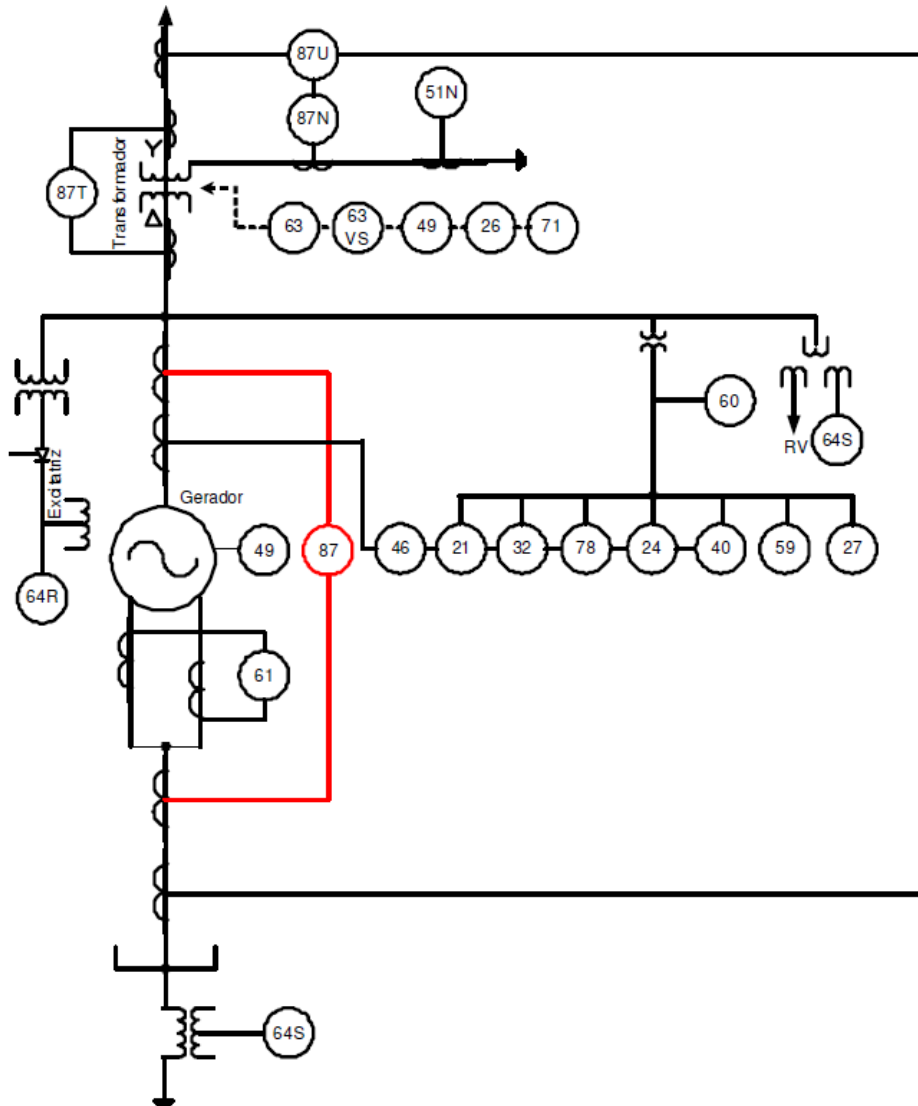 87U
51N
87N
Y
Transformador
87T
Δ
63
63
VS
49
26
71
60
RV
64S
Excitatriz
Gerador
49
87
46
21
32
78
24
40
59
27
64R
61
64S